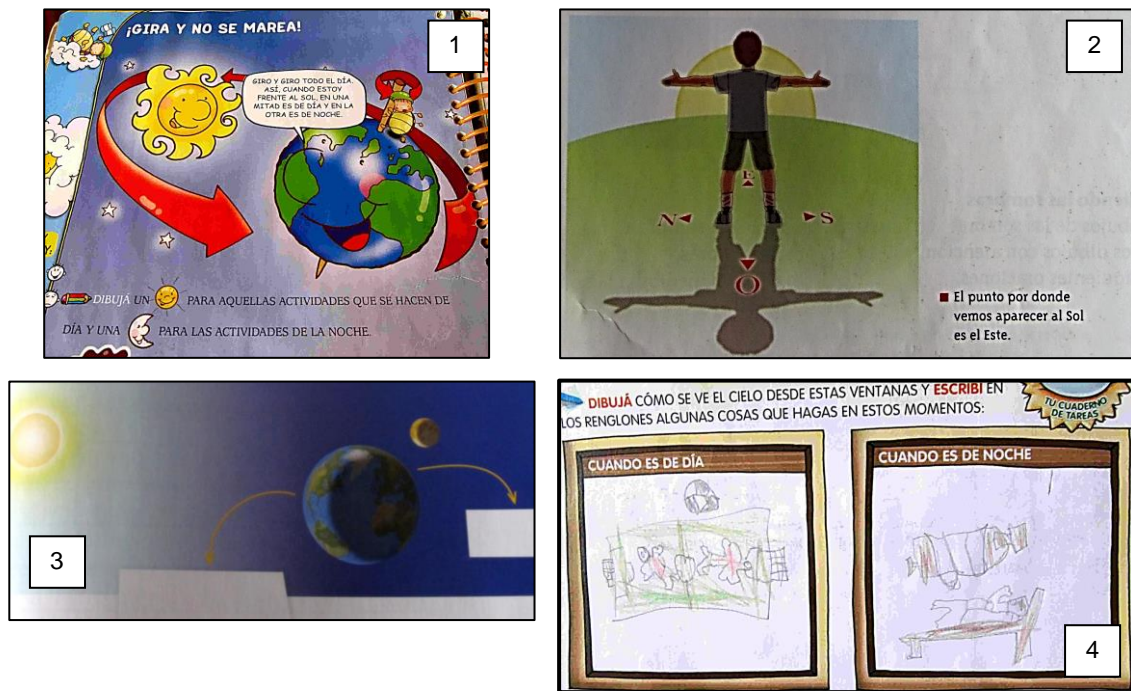 ¡GIRA Y NO SE MAREA!
1
GIRO Y GIRO TODO EL DÍA.
ASÍ, CUANDO ESTOY
FRENTE AL SOL, EN UNA
MITAD ES DE DÍA Y EN LA
OTRA ES DE NOCHE.
DIBUJÁ UN PARA AQUELLAS ACTIVIDADES QUE SE HACEN DE
DÍA Y UNA PARA LAS ACTIVIDADES DE LA NOCHE.
2
E
N S
O
El punto por donde
vemos aparecer al Sol
es el Este.
3
DIBUJÁ CÓMO SE VE EL CIELO DESDE ESTAS VENTANAS Y ESCRIBÍ EN
LOS RENGLONES ALGUNAS COSAS QUE HAGAS EN ESTOS MOMENTOS:
TU CUADERNO
DE TAREAS
CUANDO ES DE DÍA
CUANDO ES DE NOCHE
4